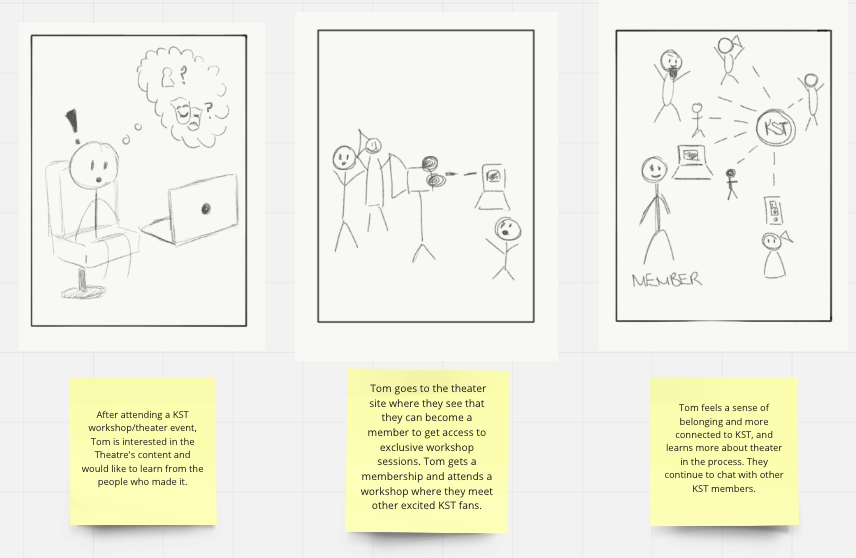 ! 
?
?
KST
MEMBER
After attending a KST
workshop/theater event,
Tom is interested in the
Theatre's content and
would like to learn from the
people who made it.
Tom goes to the theater
site where they see that
they can become a
member to get access to
exclusive workshop
sessions. Tom gets a
membership and attends a
workshop where they meet
other excited KST fans.
Tom feels a sense of
belonging and more
connected to KST, and
learns more about theater
in the process. They
continue to chat with other
KST members.